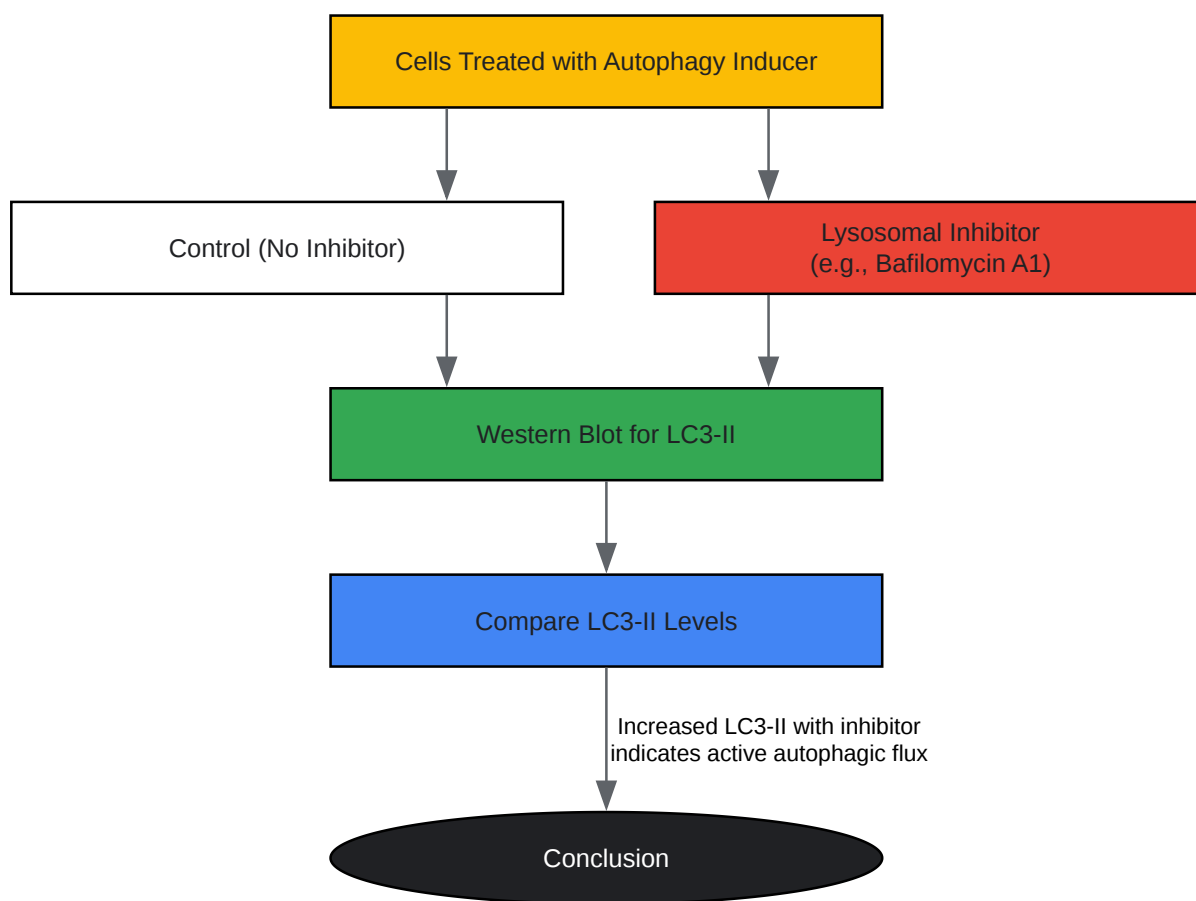 Cells Treated with Autophagy Inducer
Control (No Inhibitor)
Lysosomal Inhibitor
(e.g., Bafilomycin A1)
Western Blot for LC3-II
Compare LC3-II Levels
Increased LC3-II with inhibitor
indicates active autophagic flux
Conclusion